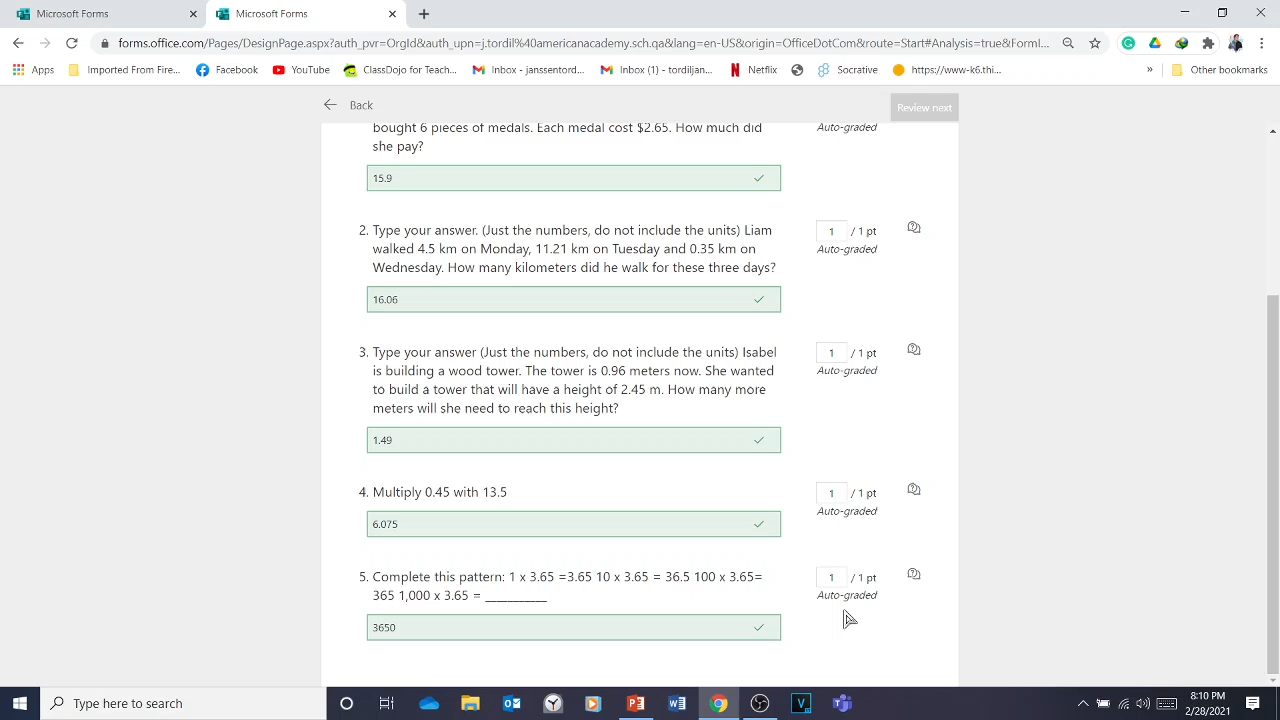 Microsoft Forms
Microsoft Forms
forms.office.com/Pages/DesignPage.aspx?auth_pvr=OrgId&auth_upn=j.tordil%40americanacademy.sch.qa&lang=en-US&origin=OfficeDotCom&route=Start#Analysis=true&FormI...
Apps
Imported From Fire...
Facebook
YouTube
ClassDojo for Teach...
Inbox - janssentord...
Inbox (1) - tordiljan...
Netflix
Socrative
https://www-k6.thi...
»
Other bookmarks
Back
Review next
bought 6 pieces of medals. Each medal cost $2.65. How much did
she pay?
Auto-graded
15.9
2. Type your answer. (Just the numbers, do not include the units) Liam
walked 4.5 km on Monday, 11.21 km on Tuesday and 0.35 km on
Wednesday. How many kilometers did he walk for these three days?
1 / 1 pt
Auto-graded
16.06
3. Type your answer (Just the numbers, do not include the units) Isabel
is building a wood tower. The tower is 0.96 meters now. She wanted
to build a tower that will have a height of 2.45 m. How many more
meters will she need to reach this height?
1 / 1 pt
Auto-graded
1.49
4. Multiply 0.45 with 13.5
1 / 1 pt
Auto-graded
6.075
5. Complete this pattern: 1 x 3.65 =3.65 10 x 3.65 = 36.5 100 x 3.65=
365 1,000 x 3.65 = __________
1 / 1 pt
Auto-graded
3650
Type here to search
8:10 PM
2/28/2021